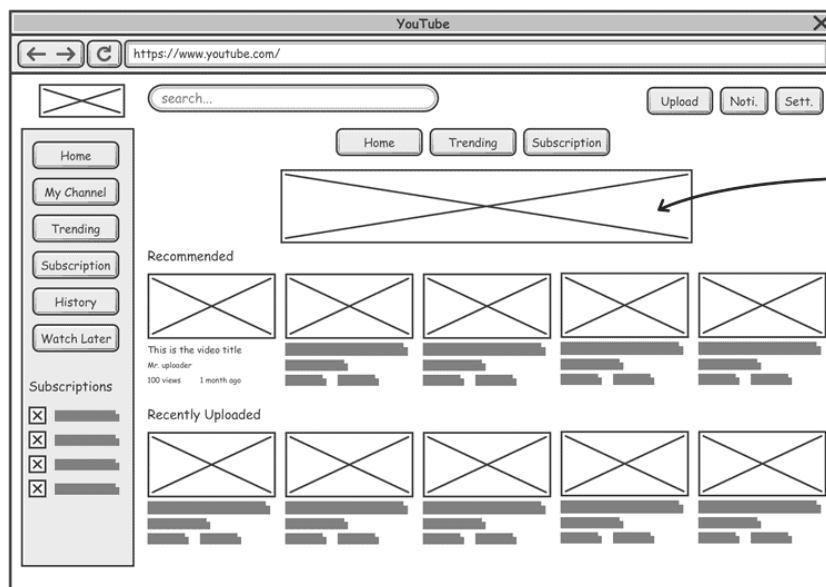 YouTube
https://www.youtube.com/
search...
Upload
Noti.
Sett.
Home
Trending
Subscription
Home
My Channel
Trending
Subscription
History
Watch Later
Subscriptions
Recommended
This is the video title
Mr. uploader
100 views 1 month ago
Recently Uploaded